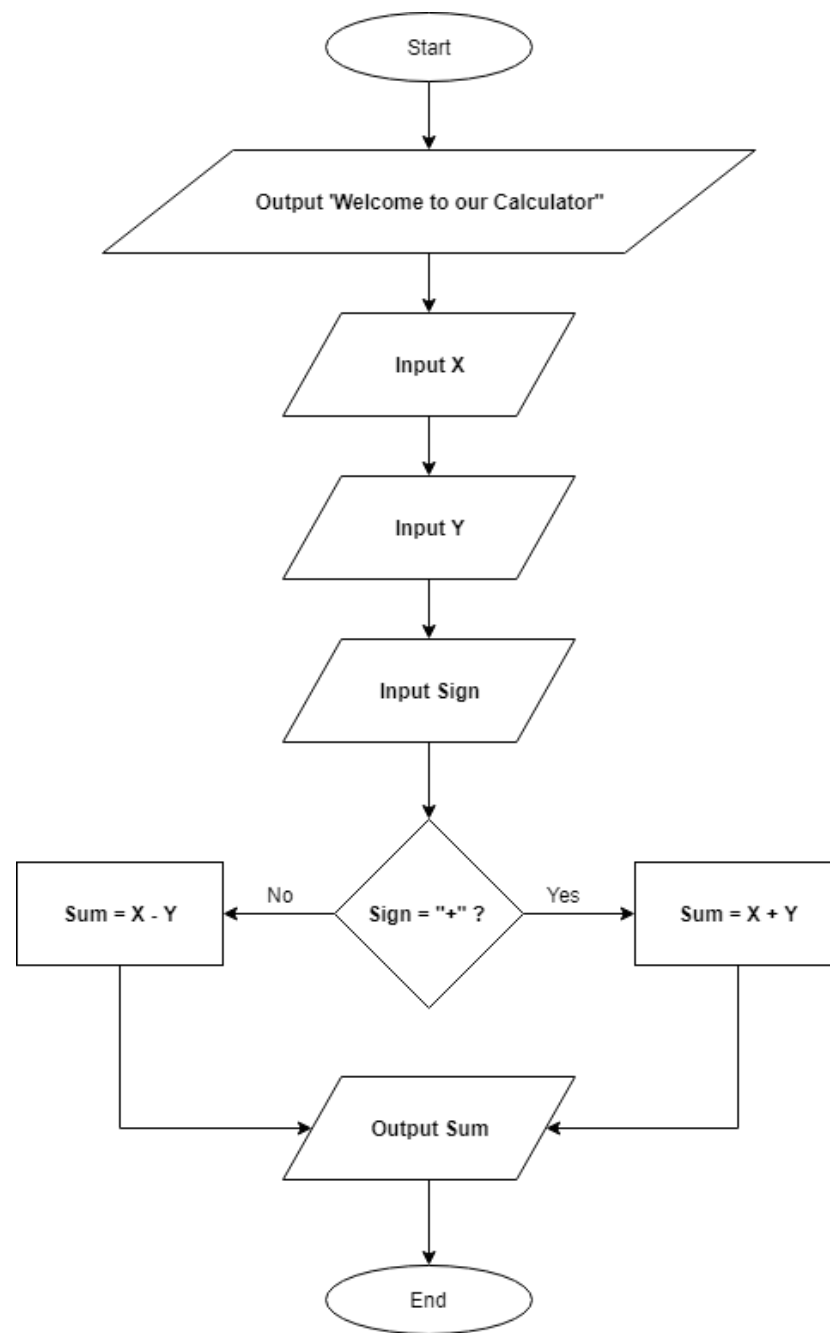 Start
Output 'Welcome to our Calculator"
Input X
Input Y
Input Sign
No
Yes
Sum = X - Y
Sign = "+" ?
Sum = X + Y
Output Sum
End